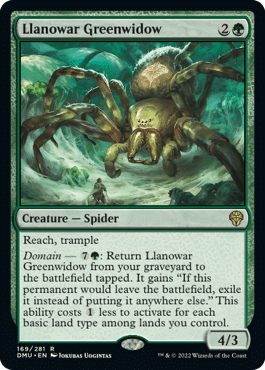 Llanowar Greenwidow 2
Creature — Spider
Reach, trample
Domain — 7: Return Llanowar
Greenwidow from your graveyard to
the battlefield tapped. It gains “If this
permanent would leave the battlefield, exile
it instead of putting it anywhere else.” This
ability costs 1 less to activate for each
basic land type among lands you control.
4/3
169/281 R
DMU • EN Jokubas Uogintas
™ & © 2022 Wizards of the Coast